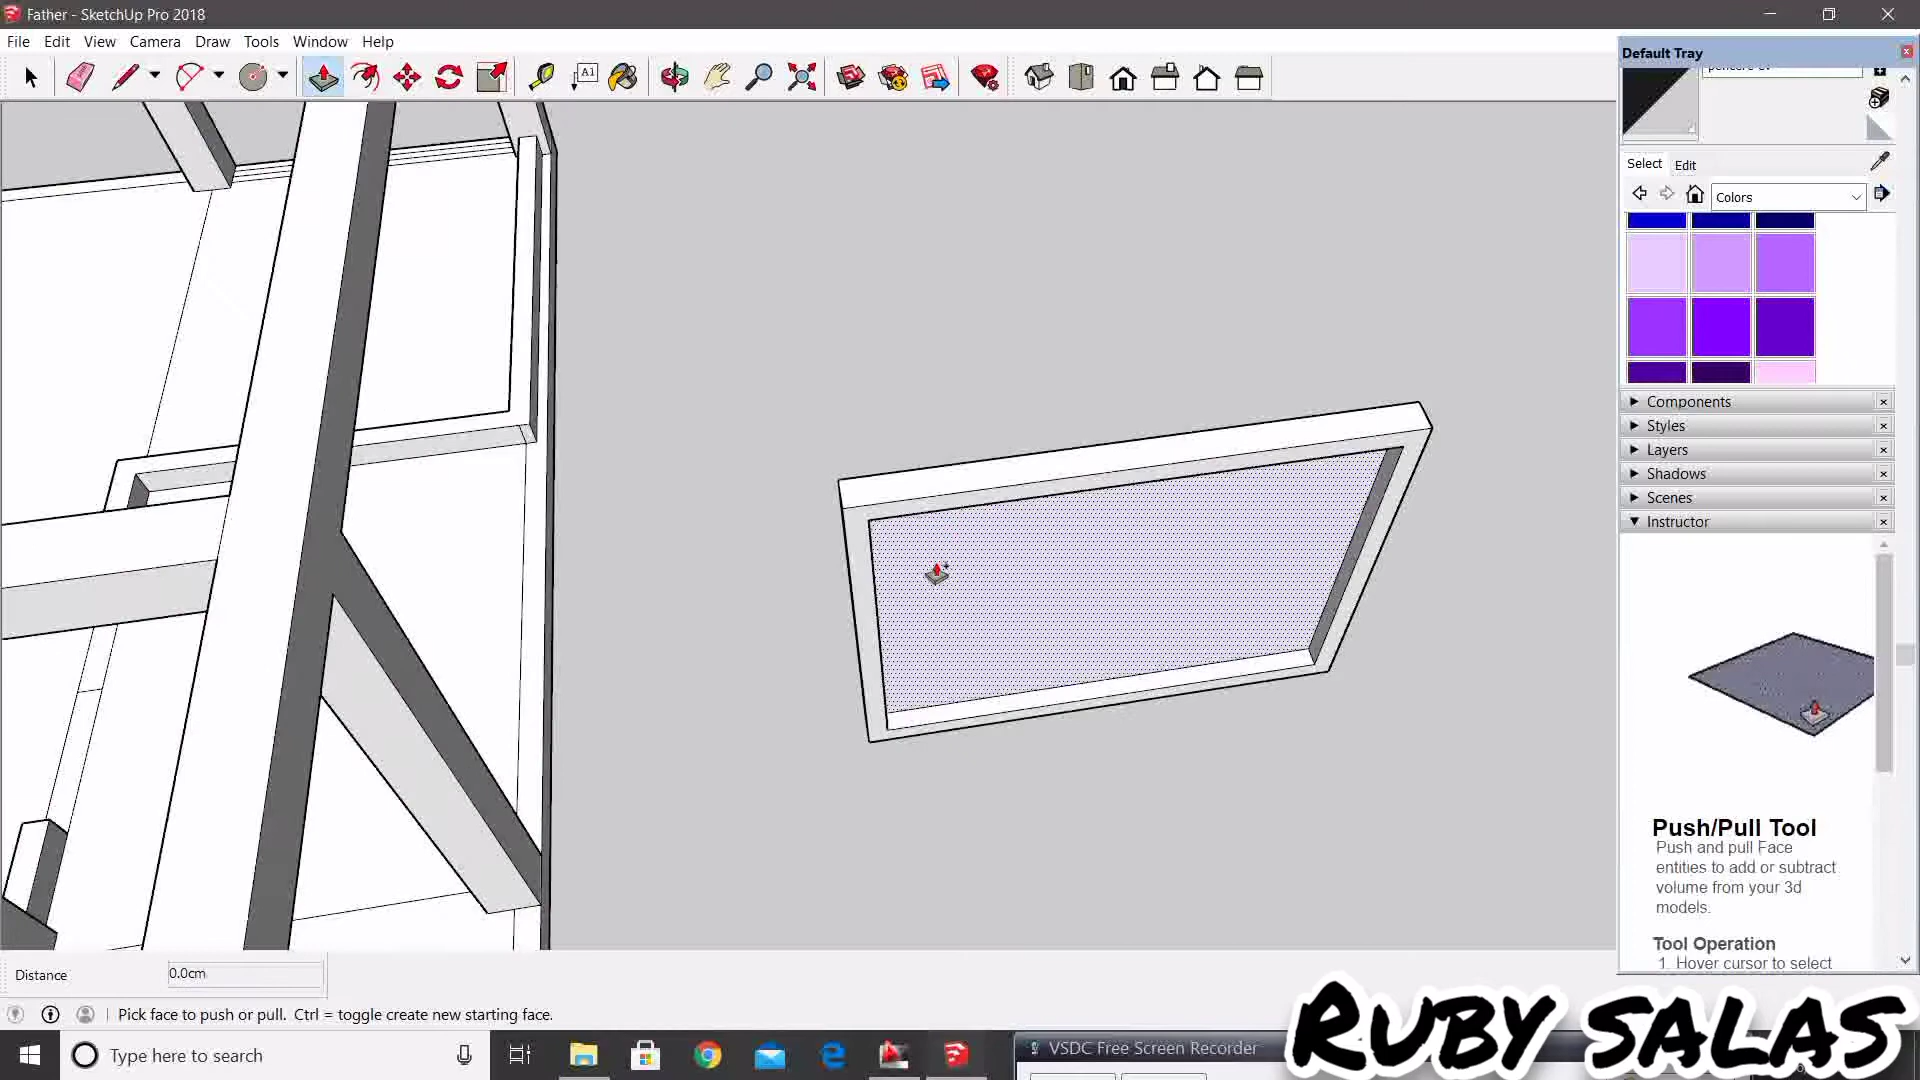 Father - SketchUp Pro 2018
File Edit View Camera Draw Tools Window Help
A1
Default Tray
Select Edit
Colors
Components
Styles
Layers
Shadows
Scenes
Instructor
Push/Pull Tool
Push and pull Face
entities to add or subtract
volume from your 3d
models.
Tool Operation
1. Hover cursor to select
Distance 0.0cm
Pick face to push or pull. Ctrl = toggle create new starting face.
Type here to search
VSDC Free Screen Recorder
RUBY SALAS